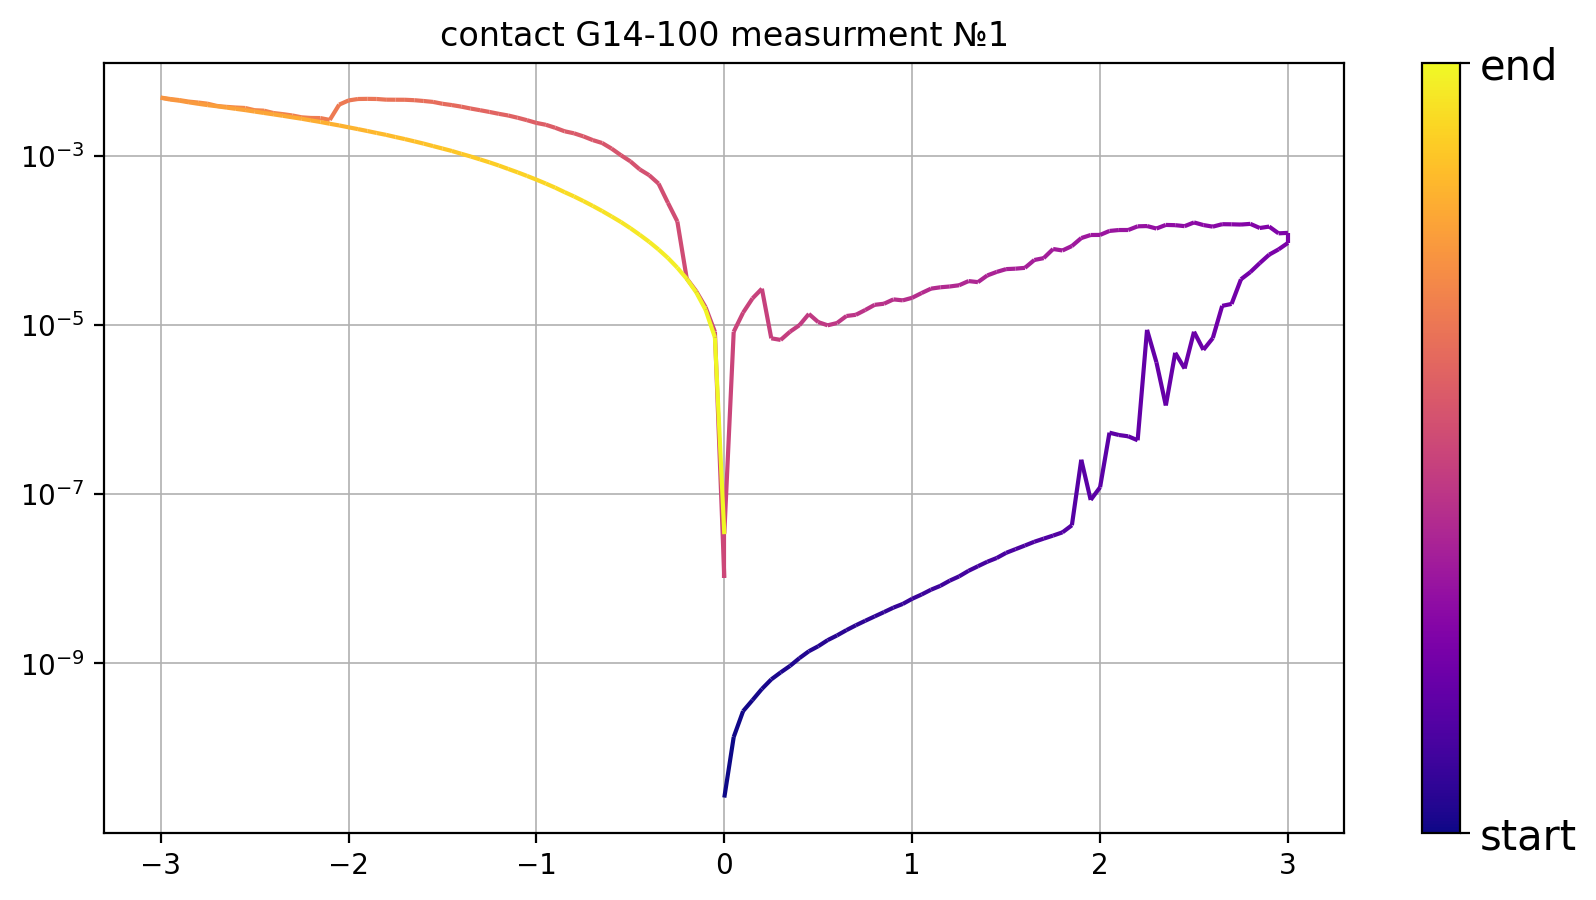 contact G14-100 measurment №1
end
10⁻³
10⁻⁵
10⁻⁷
10⁻⁹
start
−3 −2 −1 0 1 2 3